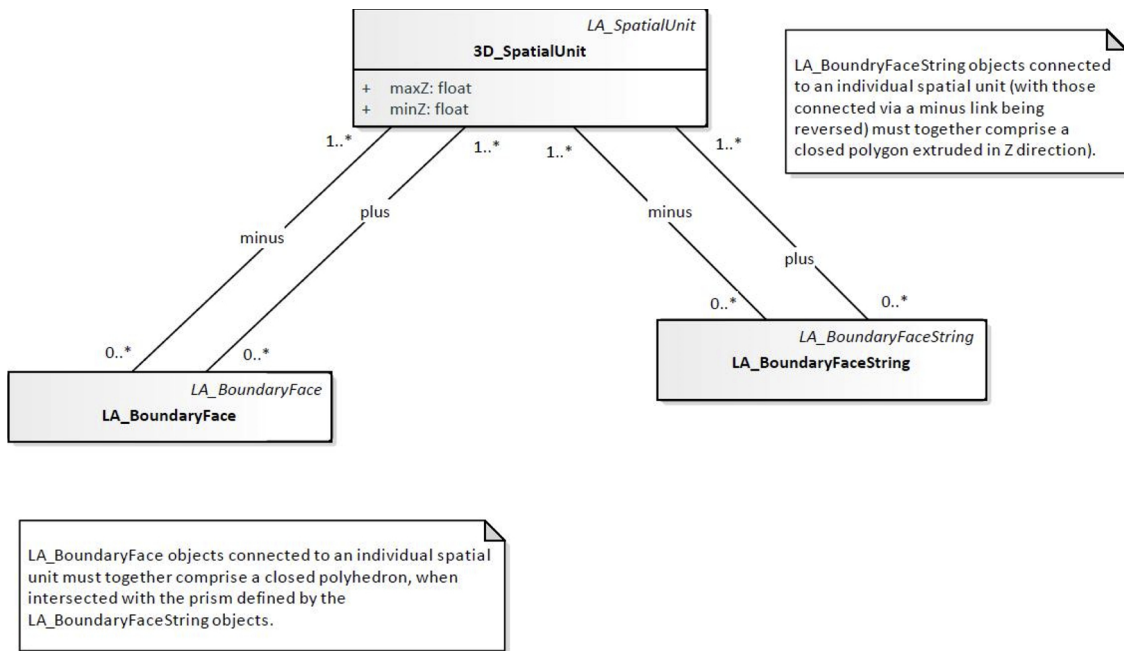 LA_SpatialUnit
3D_SpatialUnit
+ maxZ: float
+ minZ: float
LA_BoundryFaceString objects connected
to an individual spatial unit (with those
connected via a minus link being
reversed) must together comprise a
closed polygon extruded in Z direction).
1..*
1..*
1..*
1..*
minus
plus
minus
plus
0..*
0..*
0..*
0..*
LA_BoundaryFaceString
LA_BoundaryFaceString
LA_BoundaryFace
LA_BoundaryFace
LA_BoundaryFace objects connected to an individual spatial
unit must together comprise a closed polyhedron, when
intersected with the prism defined by the
LA_BoundaryFaceString objects.